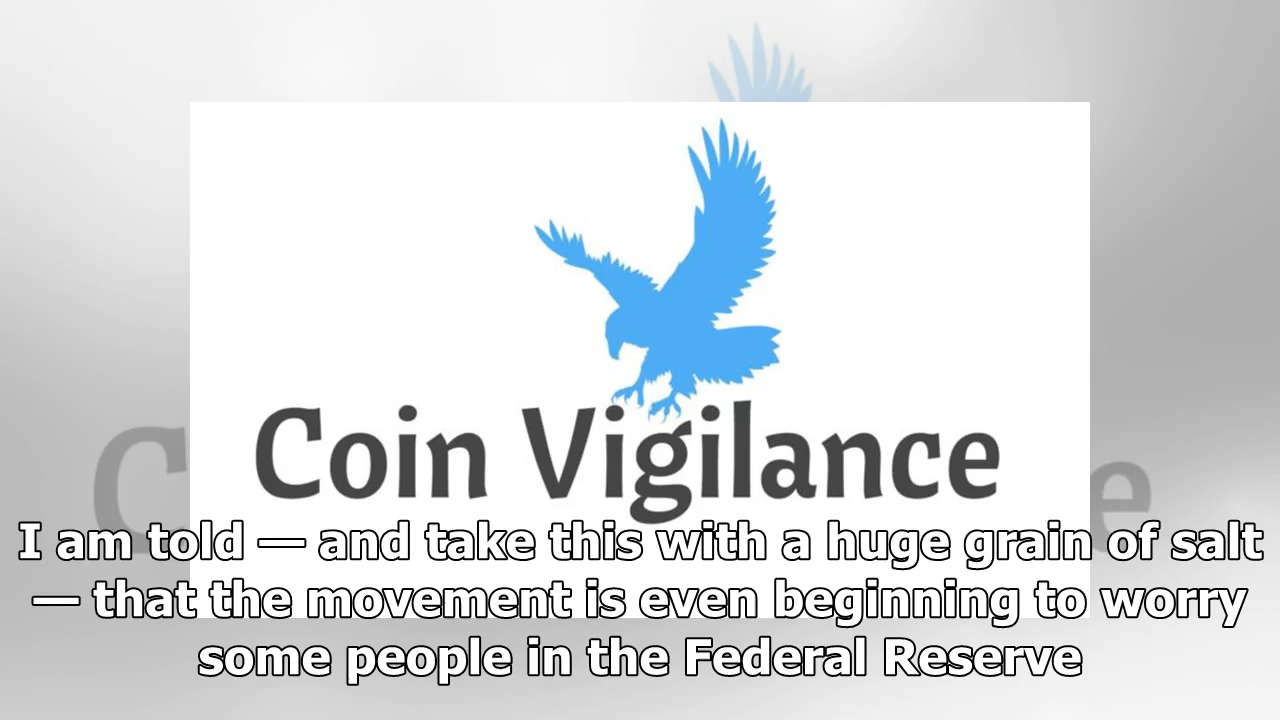 Coin Vigilance
I am told — and take this with a huge grain of salt
— that the movement is even beginning to worry
some people in the Federal Reserve